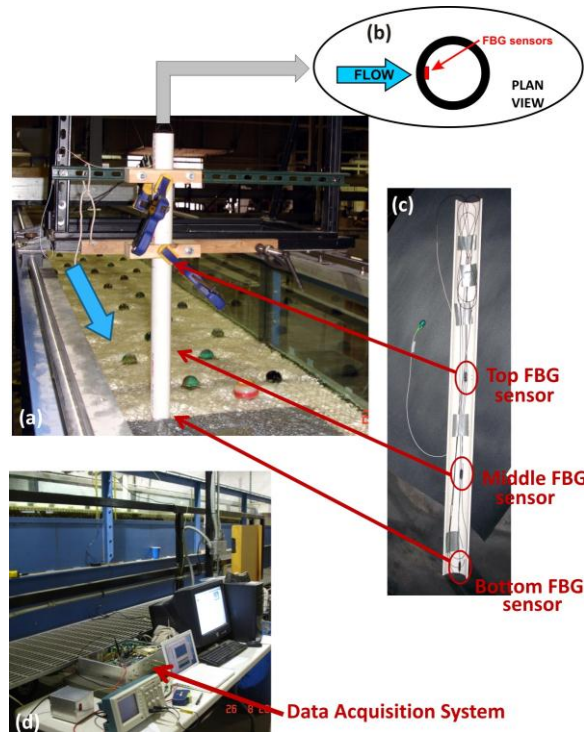 (b)
FBG sensors
FLOW
PLAN
VIEW
(c)
(a)
Top FBG
sensor
Middle FBG
sensor
Bottom FBG
sensor
Data Acquisition System
(d)